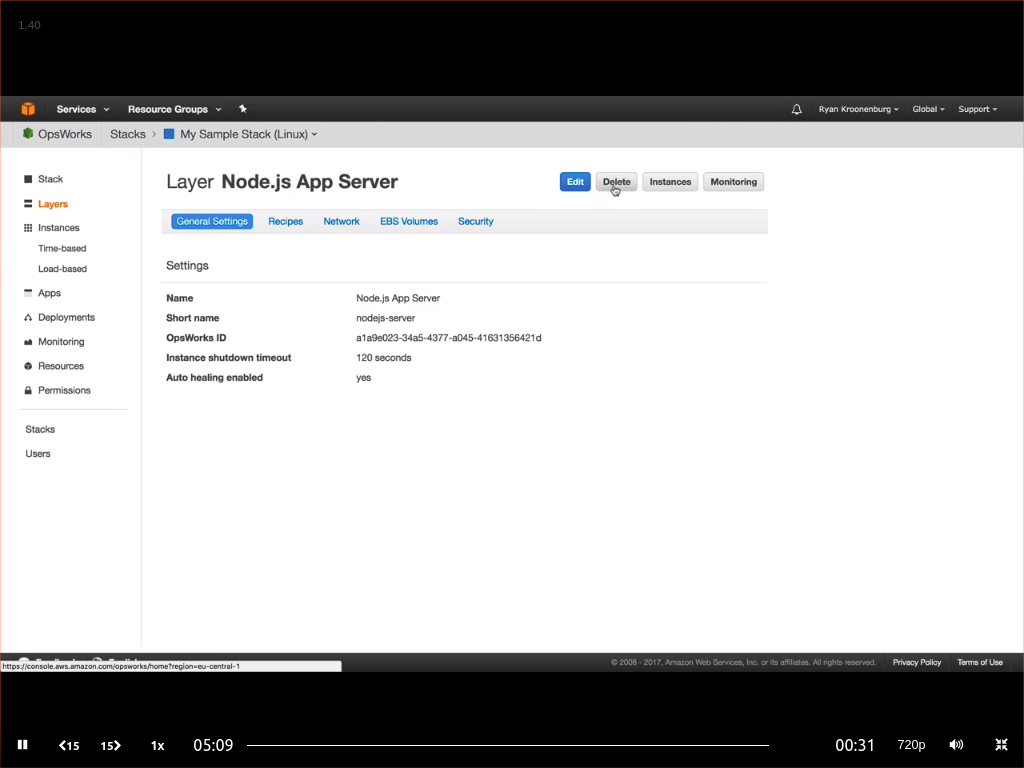 1.40
Services Resource Groups Ryan Kroonenburg Global Support
OpsWorks Stacks My Sample Stack (Linux)
Stack
Layers
Instances
Time-based
Load-based
Apps
Deployments
Monitoring
Resources
Permissions
Stacks
Users
Layer Node.js App Server
Edit Delete Instances Monitoring
General Settings Recipes Network EBS Volumes Security
Settings
Name Node.js App Server
Short name nodejs-server
OpsWorks ID a1a9e023-34a5-4377-a045-41631356421d
Instance shutdown timeout 120 seconds
Auto healing enabled yes
https://console.aws.amazon.com/opsworks/home?region=eu-central-1
© 2008 - 2017, Amazon Web Services, Inc. or its affiliates. All rights reserved. Privacy Policy Terms of Use
15 15 1x 05:09 00:31 720p